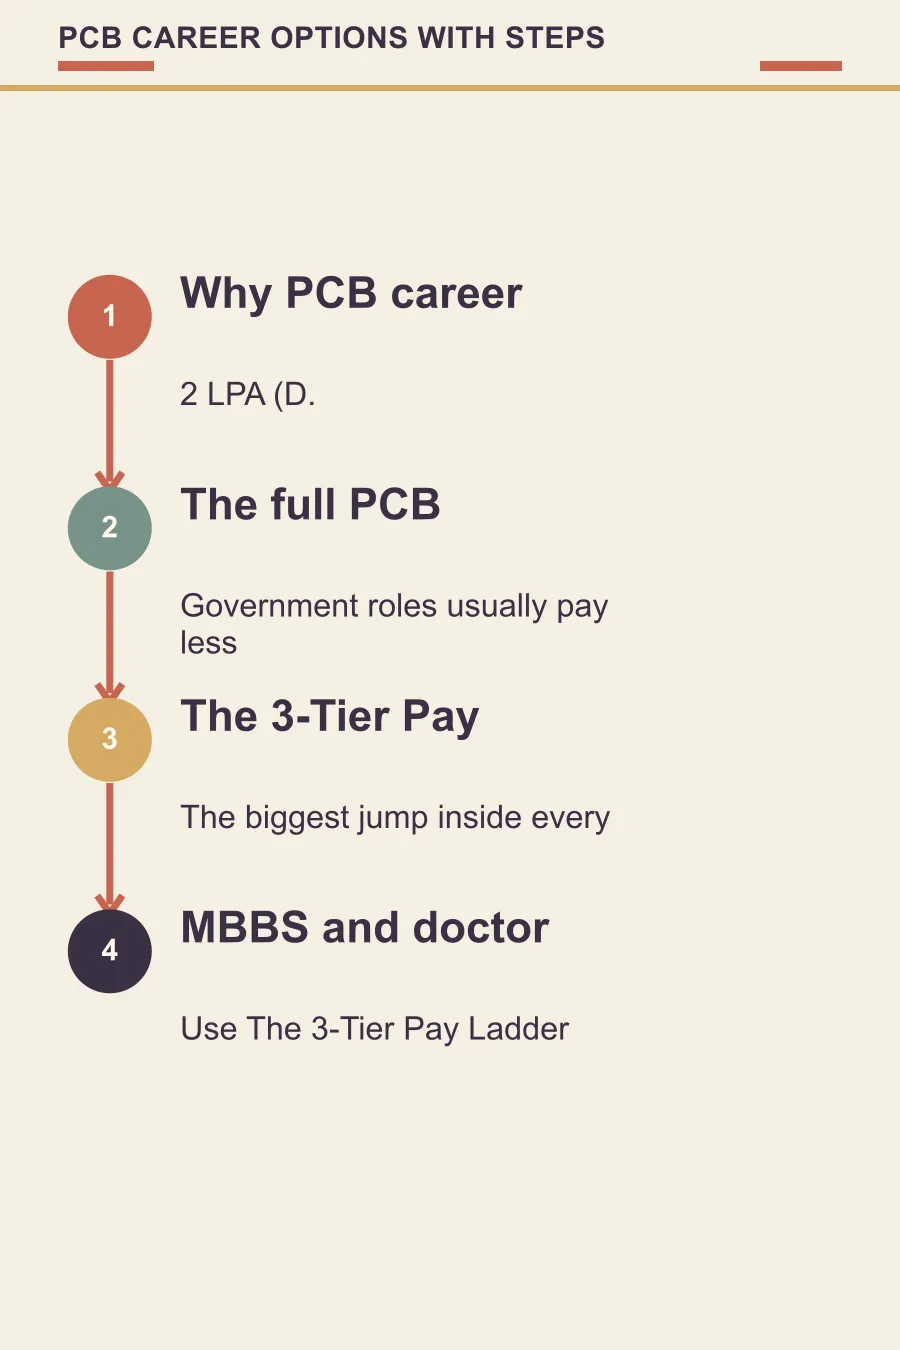 PCB CAREER OPTIONS WITH STEPS
1
Why PCB career
2 LPA (D.
2
The full PCB
Government roles usually pay
less
3
The 3-Tier Pay
The biggest jump inside every
4
MBBS and doctor
Use The 3-Tier Pay Ladder